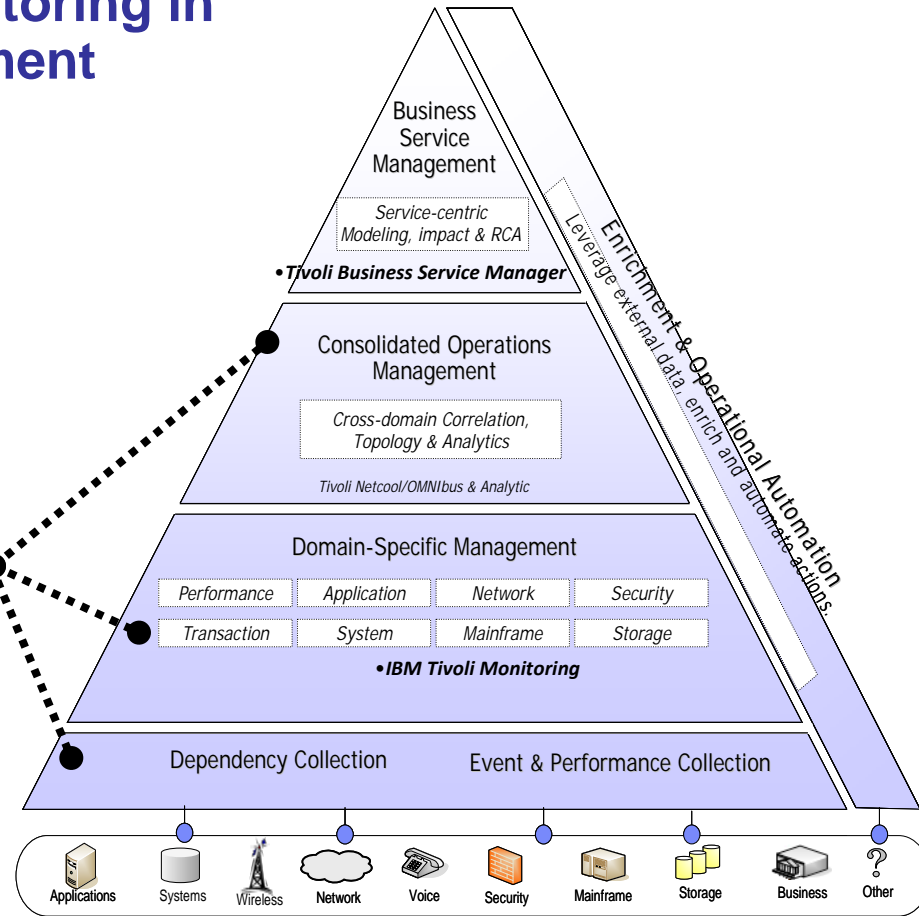 toring in
ment
Business
Service
Management
Service-centric
Modeling, impact & RCA
•Tivoli Business Service Manager
Enrichment & Operational Automation
Leverage external data, enrich and automate actions.
Consolidated Operations
Management
Cross-domain Correlation,
Topology & Analytics
Tivoli Netcool/OMNIbus & Analytic
Domain-Specific Management
Performance Application Network Security
Transaction System Mainframe Storage
•IBM Tivoli Monitoring
Dependency Collection Event & Performance Collection
Applications Systems Wireless Network Voice Security Mainframe Storage Business Other